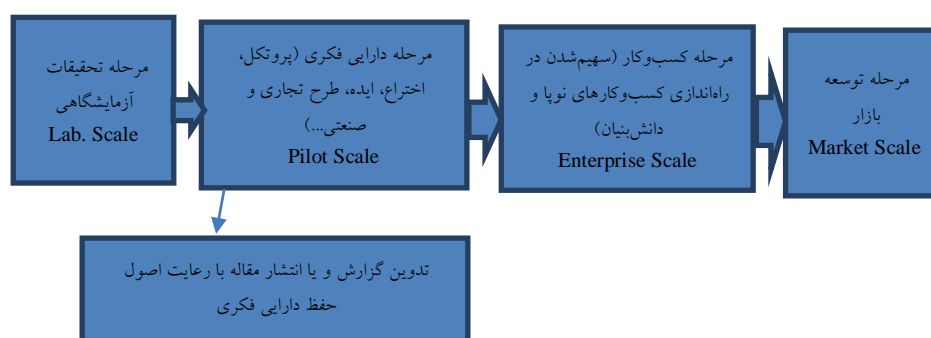 مرحله تحقیقات
آزمایشگاهی
Lab. Scale
مرحله دارایی فکری (پروتکل،
اختراع، ایده، طرح تجاری و
صنعتی...)
Pilot Scale
مرحله کسب‌وکار (سهیم‌شدن در
راه‌اندازی کسب‌وکارهای نوپا و
دانش‌بنیان)
Enterprise Scale
مرحله توسعه
بازار
Market Scale
تدوین گزارش و یا انتشار مقاله با رعایت اصول
حفظ دارایی فکری